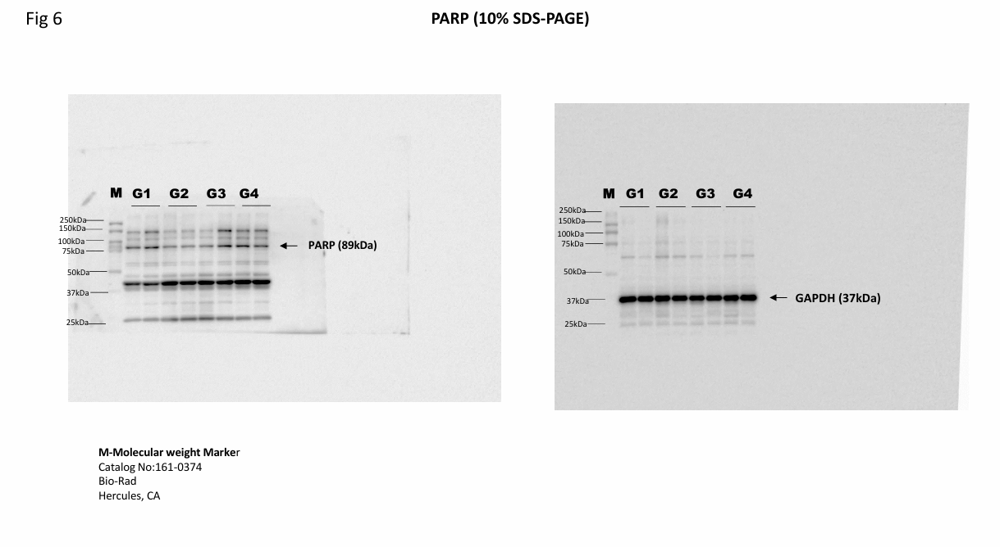 Fig 6
PARP (10% SDS-PAGE)
M G1 G2 G3 G4
250kDa
150kDa
100kDa
75kDa
50kDa
37kDa
25kDa
PARP (89kDa)
M G1 G2 G3 G4
250kDa
150kDa
100kDa
75kDa
50kDa
37kDa
25kDa
GAPDH (37kDa)
M-Molecular weight Marker
Catalog No:161-0374
Bio-Rad
Hercules, CA